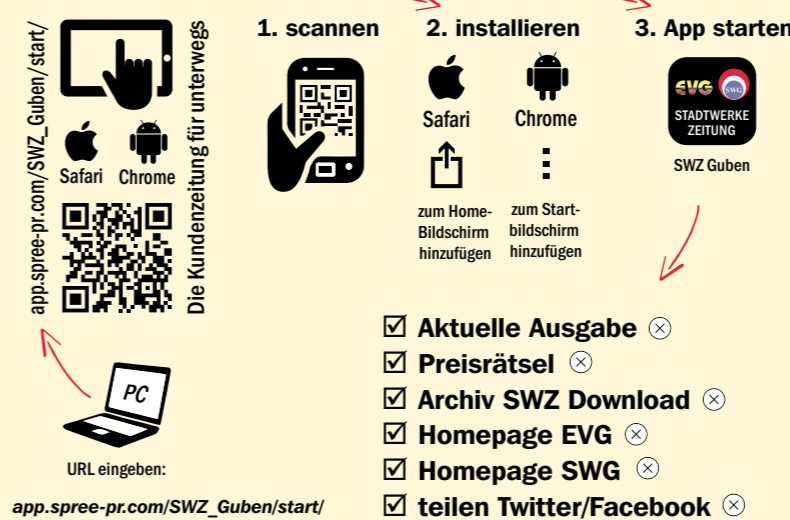 app.spree-pr.com/SWZ_Guben/start/
Safari
Chrome
Die Kundenzeitung für unterwegs
PC
URL eingeben:
app.spree-pr.com/SWZ_Guben/start/
1. scannen
2. installieren
Safari
Chrome
zum Home-
Bildschirm
hinzufügen
zum Start-
bildschirm
hinzufügen
3. App starten
EVG
SWG
STADTWERKE
ZEITUNG
SWZ Guben
Aktuelle Ausgabe
Preisrätsel
Archiv SWZ Download
Homepage EVG
Homepage SWG
teilen Twitter/Facebook